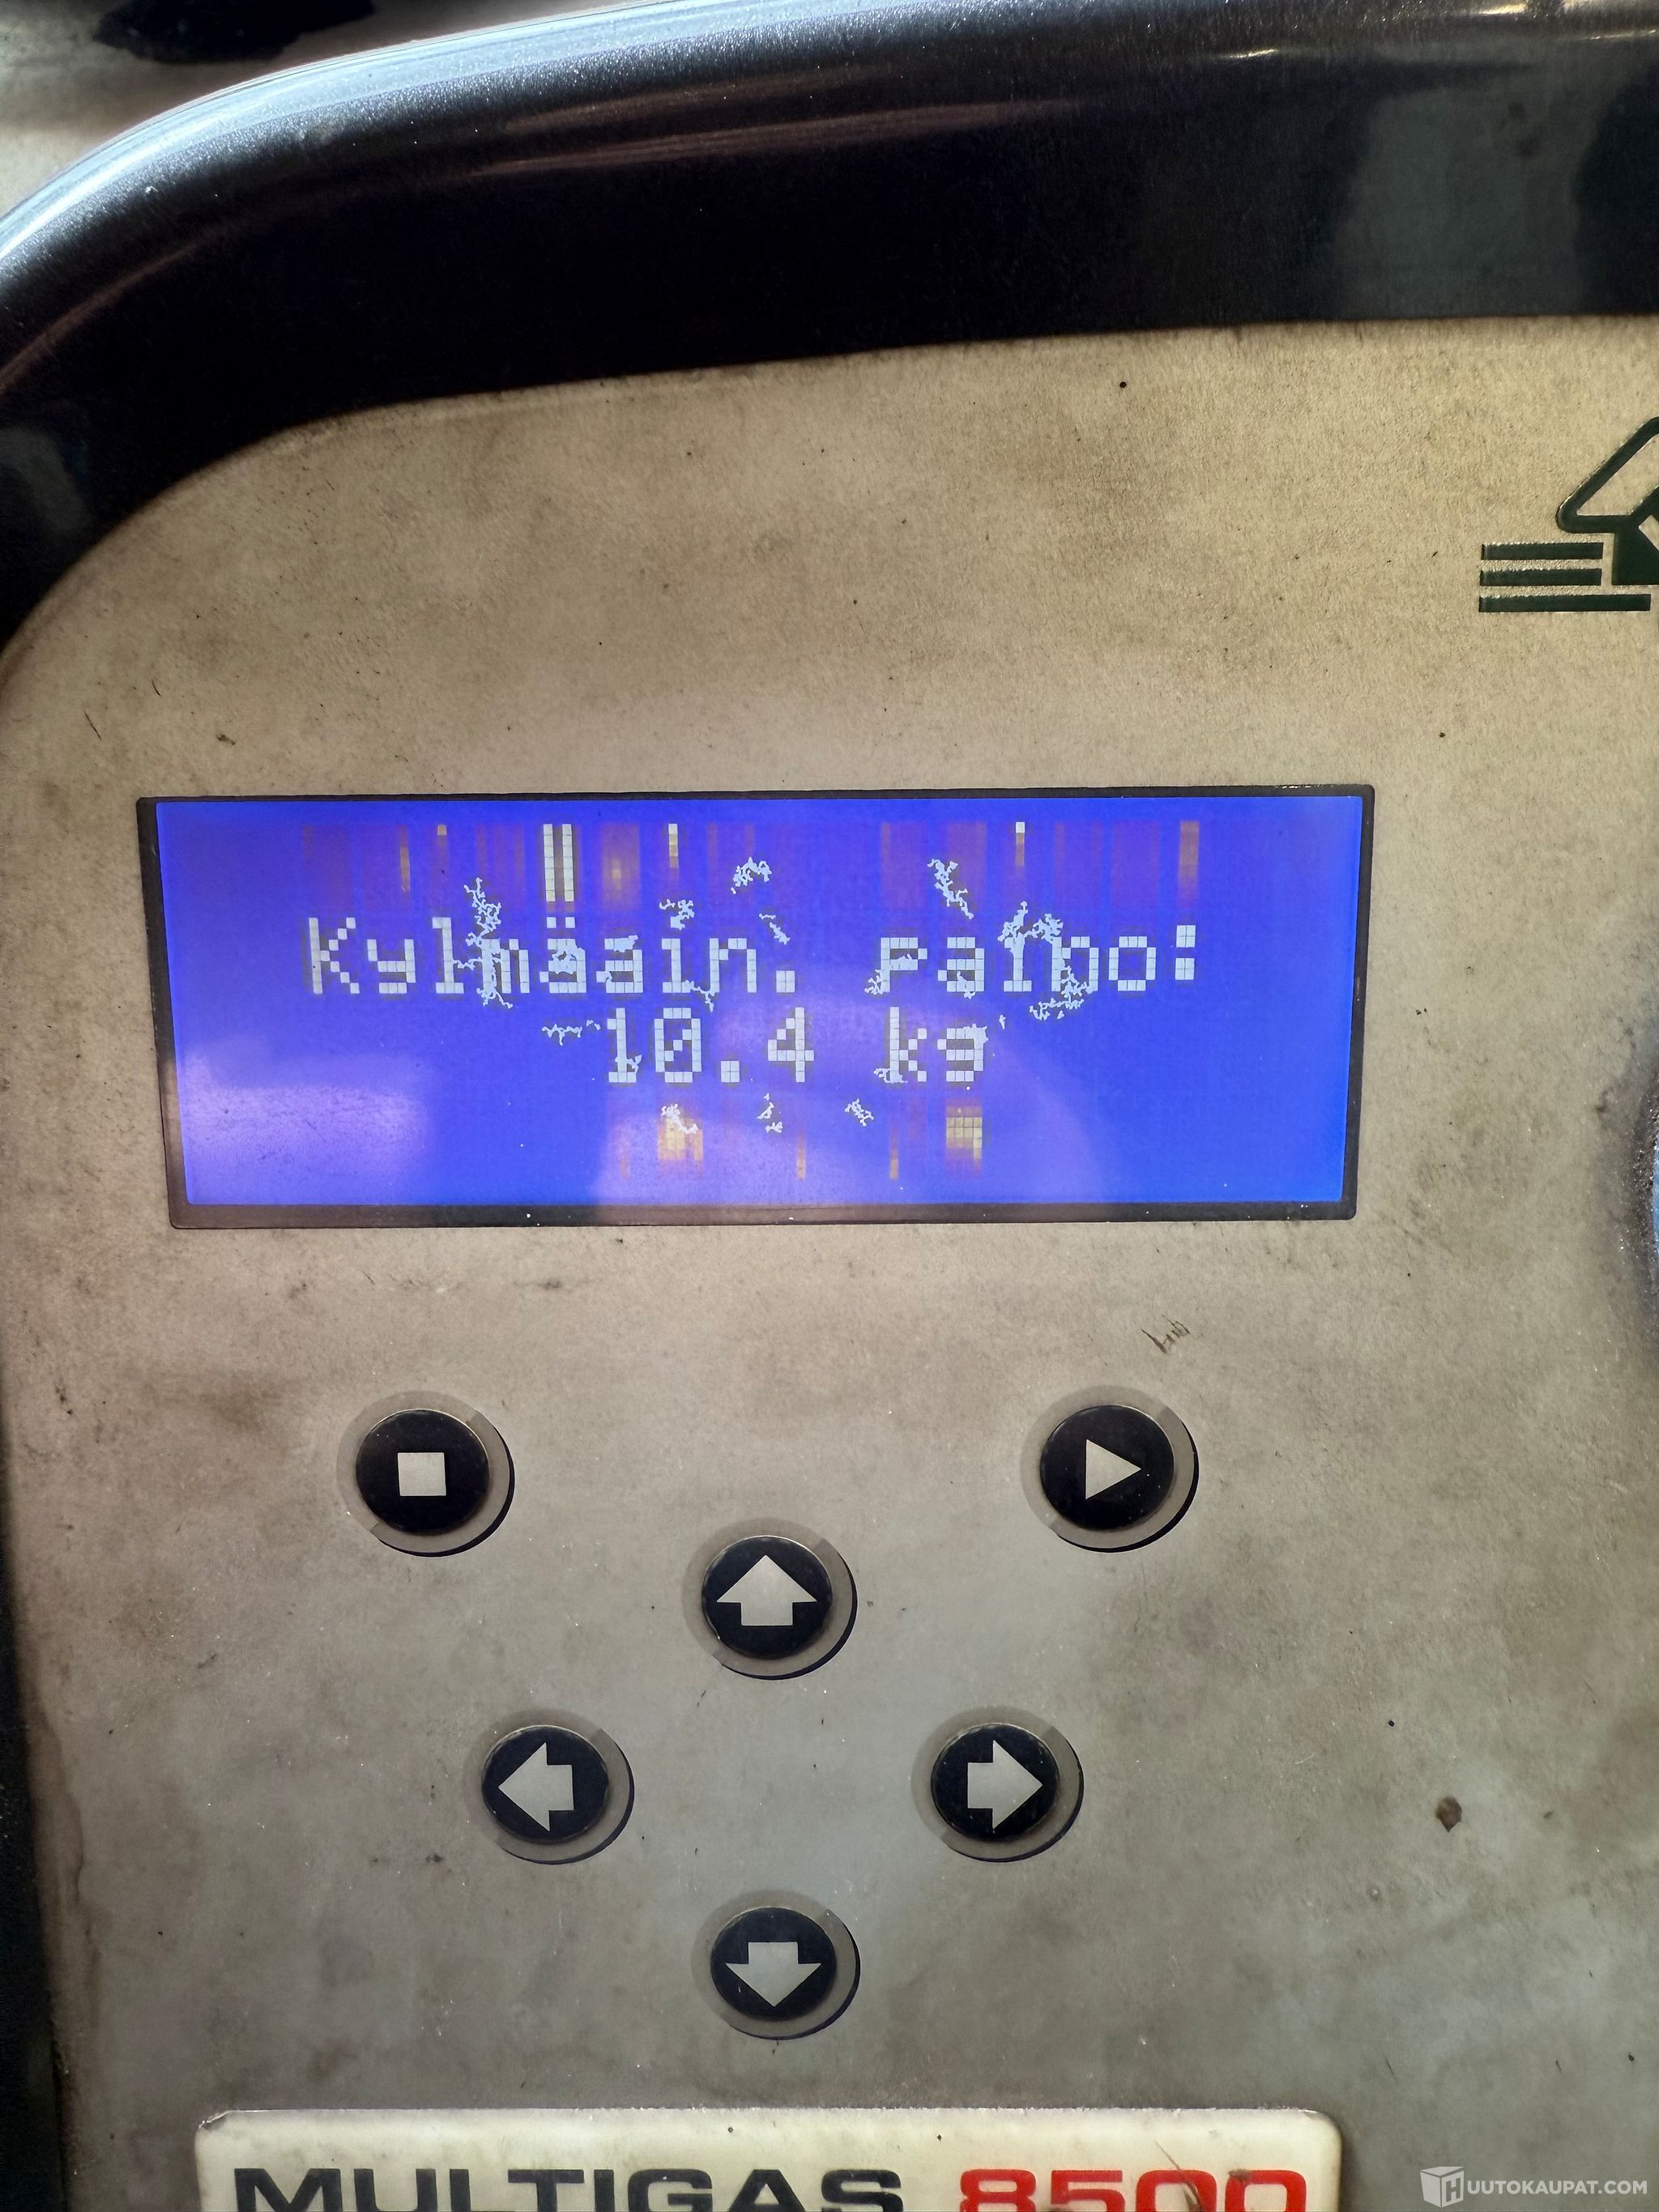 Kylmäain. paino:
10.4 kg
MULTIGAS 8500
HUUTOKAUPAT.COM